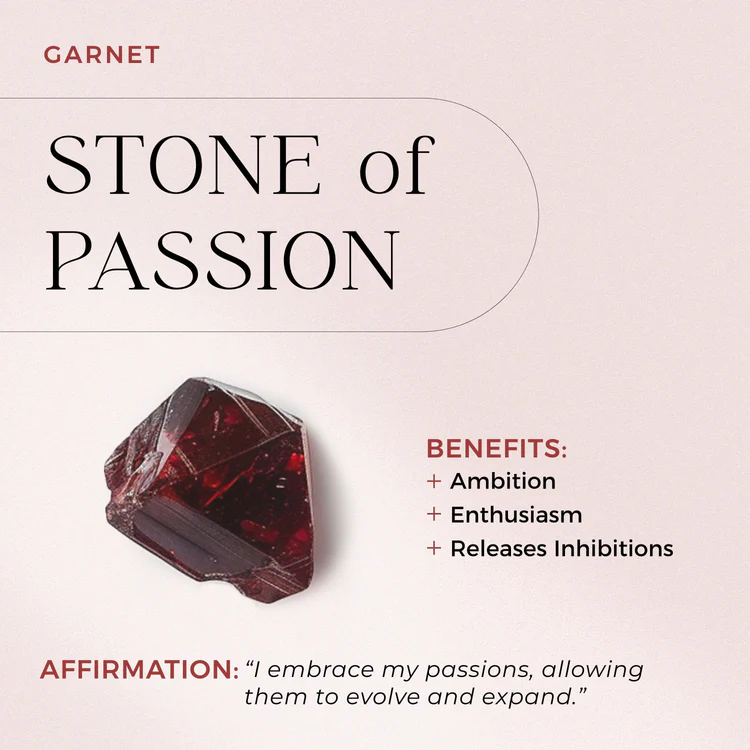 GARNET
STONE of
PASSION
BENEFITS:
+ Ambition
+ Enthusiasm
+ Releases Inhibitions
AFFIRMATION: “I embrace my passions, allowing
them to evolve and expand.”